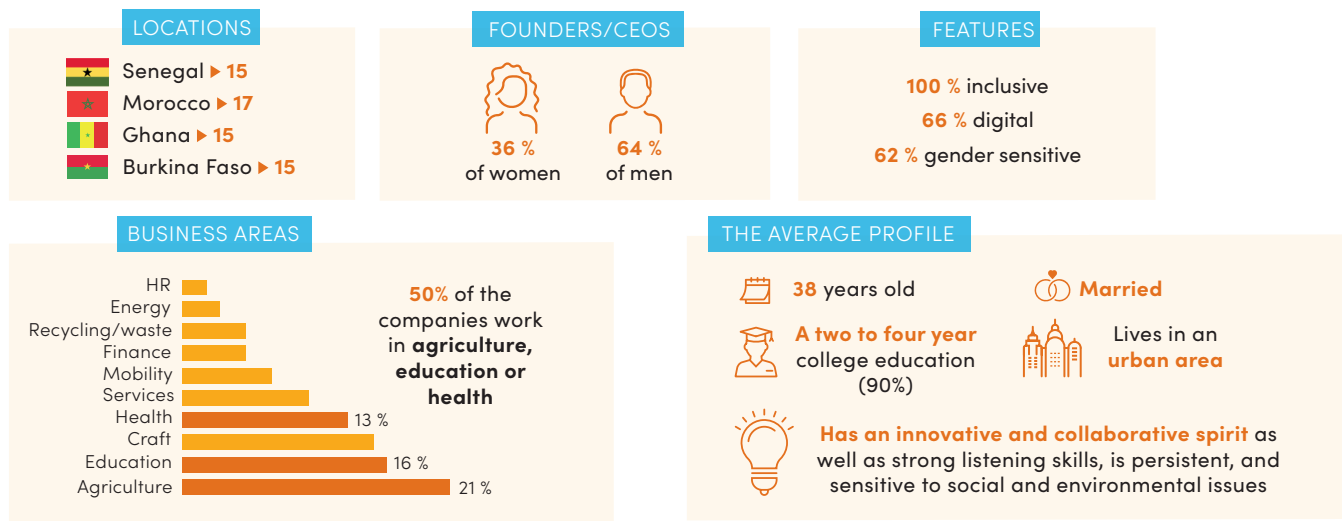 LOCATIONS
Senegal ▶ 15
Morocco ▶ 17
Ghana ▶ 15
Burkina Faso ▶ 15
FOUNDERS/CEOS
36 %
of women
64 %
of men
FEATURES
100 % inclusive
66 % digital
62 % gender sensitive
BUSINESS AREAS
HR
Energy
Recycling/waste
Finance
Mobility
Services
Health 13 %
Craft
Education 16 %
Agriculture 21 %
50% of the
companies work
in agriculture,
education or
health
THE AVERAGE PROFILE
38 years old
Married
A two to four year
college education
(90%)
Lives in an
urban area
Has an innovative and collaborative spirit as
well as strong listening skills, is persistent, and
sensitive to social and environmental issues